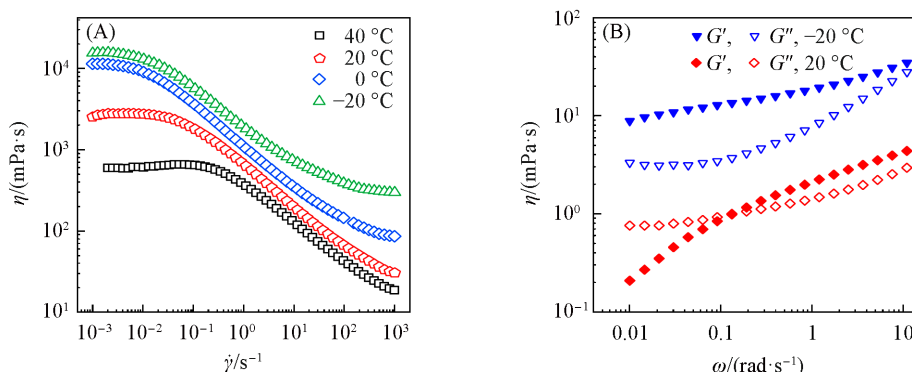 (A)
40 °C
20 °C
0 °C
−20 °C
10⁴
10³
10²
10¹
η/(mPa·s)
10⁻³ 10⁻² 10⁻¹ 10⁰ 10¹ 10² 10³
γ̇/s⁻¹
(B)
G′, G″, −20 °C
G′, G″, 20 °C
10²
10¹
10⁰
10⁻¹
η/(mPa·s)
0.01 0.1 1 10
ω/(rad·s⁻¹)